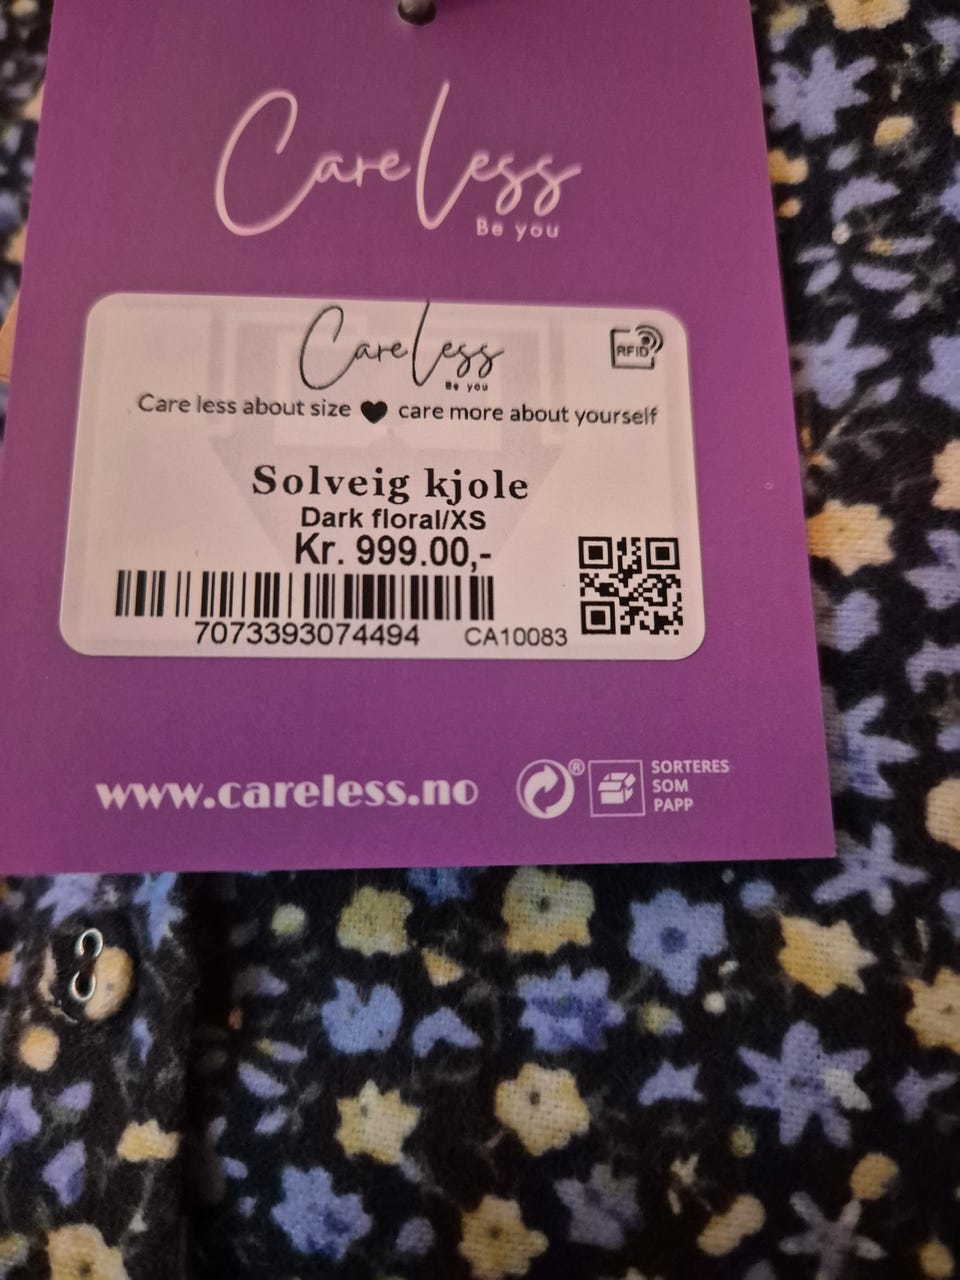 CareLess
Be you
CareLess
Be you
RFID
Care less about size ♥ care more about yourself
Solveig kjole
Dark floral/XS
Kr. 999.00,-
7073393074494 CA10083
www.careless.no
®
SORTERES
SOM
PAPP